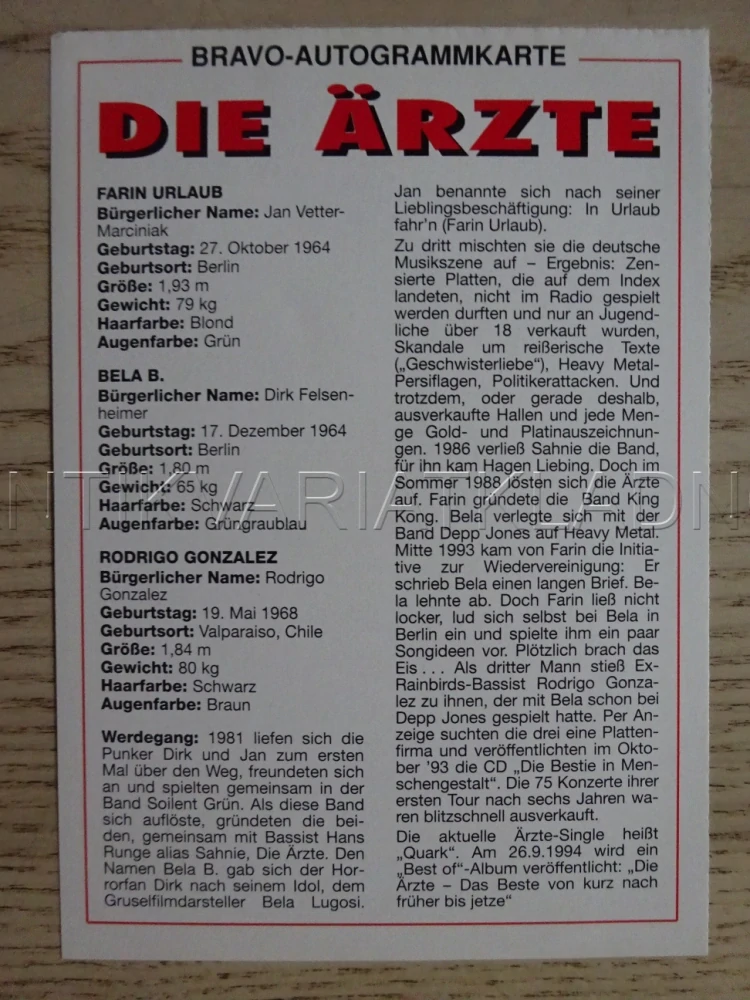 BRAVO-AUTOGRAMMKARTE
DIE ÄRZTE
FARIN URLAUB
Bürgerlicher Name: Jan Vetter-
Marciniak
Geburtstag: 27. Oktober 1964
Geburtsort: Berlin
Größe: 1,93 m
Gewicht: 79 kg
Haarfarbe: Blond
Augenfarbe: Grün
BELA B.
Bürgerlicher Name: Dirk Felsen-
heimer
Geburtstag: 17. Dezember 1964
Geburtsort: Berlin
Größe: 1,80 m
Gewicht: 65 kg
Haarfarbe: Schwarz
Augenfarbe: Grüngraublau
RODRIGO GONZALEZ
Bürgerlicher Name: Rodrigo
Gonzalez
Geburtstag: 19. Mai 1968
Geburtsort: Valparaiso, Chile
Größe: 1,84 m
Gewicht: 80 kg
Haarfarbe: Schwarz
Augenfarbe: Braun
Werdegang: 1981 liefen sich die
Punker Dirk und Jan zum ersten
Mal über den Weg, freundeten sich
an und spielten gemeinsam in der
Band Soilent Grün. Als diese Band
sich auflöste, gründeten die bei-
den, gemeinsam mit Bassist Hans
Runge alias Sahnie, Die Ärzte. Den
Namen Bela B. gab sich der Hor-
rorfan Dirk nach seinem Idol, dem
Gruselfilmdarsteller Bela Lugosi.
Jan benannte sich nach seiner
Lieblingsbeschäftigung: In Urlaub
fahr'n (Farin Urlaub).
Zu dritt mischten sie die deutsche
Musikszene auf – Ergebnis: Zen-
sierte Platten, die auf dem Index
landeten, nicht im Radio gespielt
werden durften und nur an Jugend-
liche über 18 verkauft wurden,
Skandale um reißerische Texte
(„Geschwisterliebe“), Heavy Metal-
Persiflagen, Politikerattacken. Und
trotzdem, oder gerade deshalb,
ausverkaufte Hallen und jede Men-
ge Gold- und Platinauszeichnun-
gen. 1986 verließ Sahnie die Band,
für ihn kam Hagen Liebing. Doch im
Sommer 1988 lösten sich die Ärzte
auf. Farin gründete die Band King
Kong. Bela verlegte sich mit der
Band Depp Jones auf Heavy Metal.
Mitte 1993 kam von Farin die Initia-
tive zur Wiedervereinigung: Er
schrieb Bela einen langen Brief. Be-
la lehnte ab. Doch Farin ließ nicht
locker, lud sich selbst bei Bela in
Berlin ein und spielte ihm ein paar
Songideen vor. Plötzlich brach das
Eis . . . Als dritter Mann stieß Ex-
Rainbirds-Bassist Rodrigo Gonza-
lez zu ihnen, der mit Bela schon bei
Depp Jones gespielt hatte. Per An-
zeige suchten die drei eine Platten-
firma und veröffentlichten im Okto-
ber '93 die CD „Die Bestie in Men-
schengestalt“. Die 75 Konzerte ihrer
ersten Tour nach sechs Jahren wa-
ren blitzschnell ausverkauft.
Die aktuelle Ärzte-Single heißt
„Quark“. Am 26.9.1994 wird ein
„Best of“-Album veröffentlicht: „Die
Ärzte – Das Beste von kurz nach
früher bis jetze“
NTIKVARIATKLADN